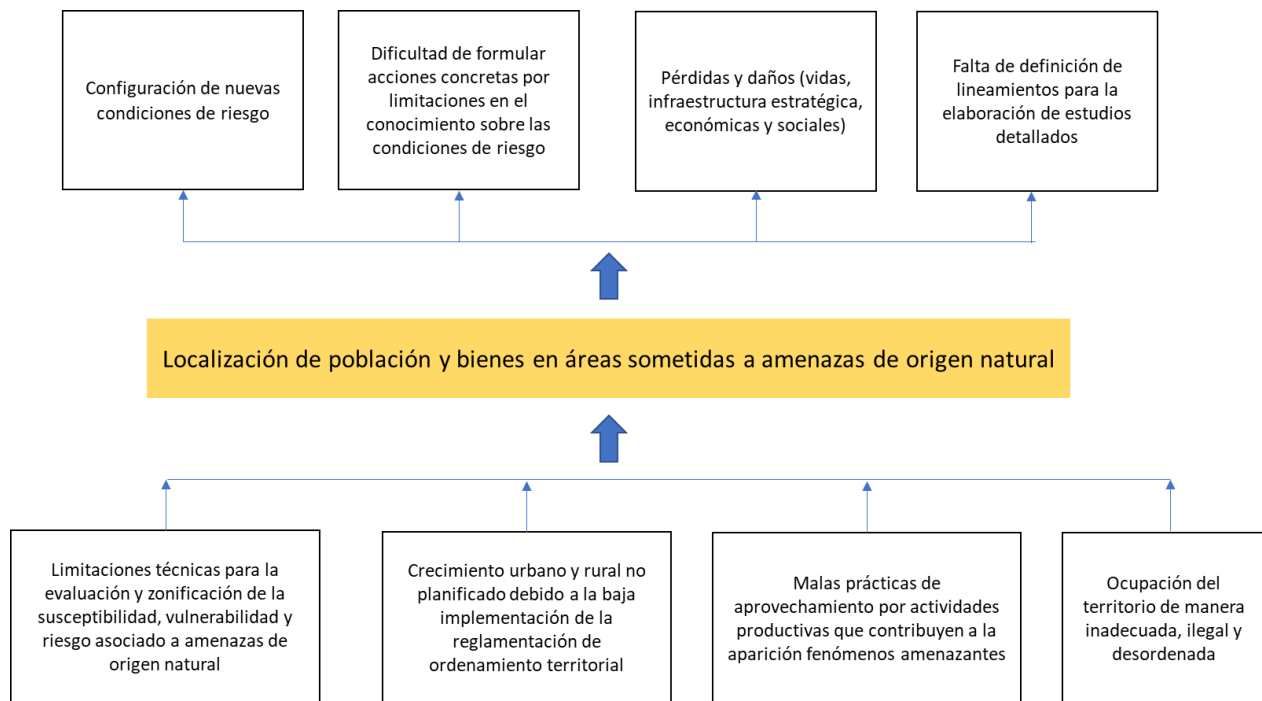 Configuración de nuevas
condiciones de riesgo
Dificultad de formular
acciones concretas por
limitaciones en el
conocimiento sobre las
condiciones de riesgo
Pérdidas y daños (vidas,
infraestructura estratégica,
económicas y sociales)
Falta de definición de
lineamientos para la
elaboración de estudios
detallados
Localización de población y bienes en áreas sometidas a amenazas de origen natural
Limitaciones técnicas para la
evaluación y zonificación de la
susceptibilidad, vulnerabilidad y
riesgo asociado a amenazas de
origen natural
Crecimiento urbano y rural no
planificado debido a la baja
implementación de la
reglamentación de
ordenamiento territorial
Malas prácticas de
aprovechamiento por actividades
productivas que contribuyen a la
aparición fenómenos amenazantes
Ocupación del
territorio de manera
inadecuada, ilegal y
desordenada